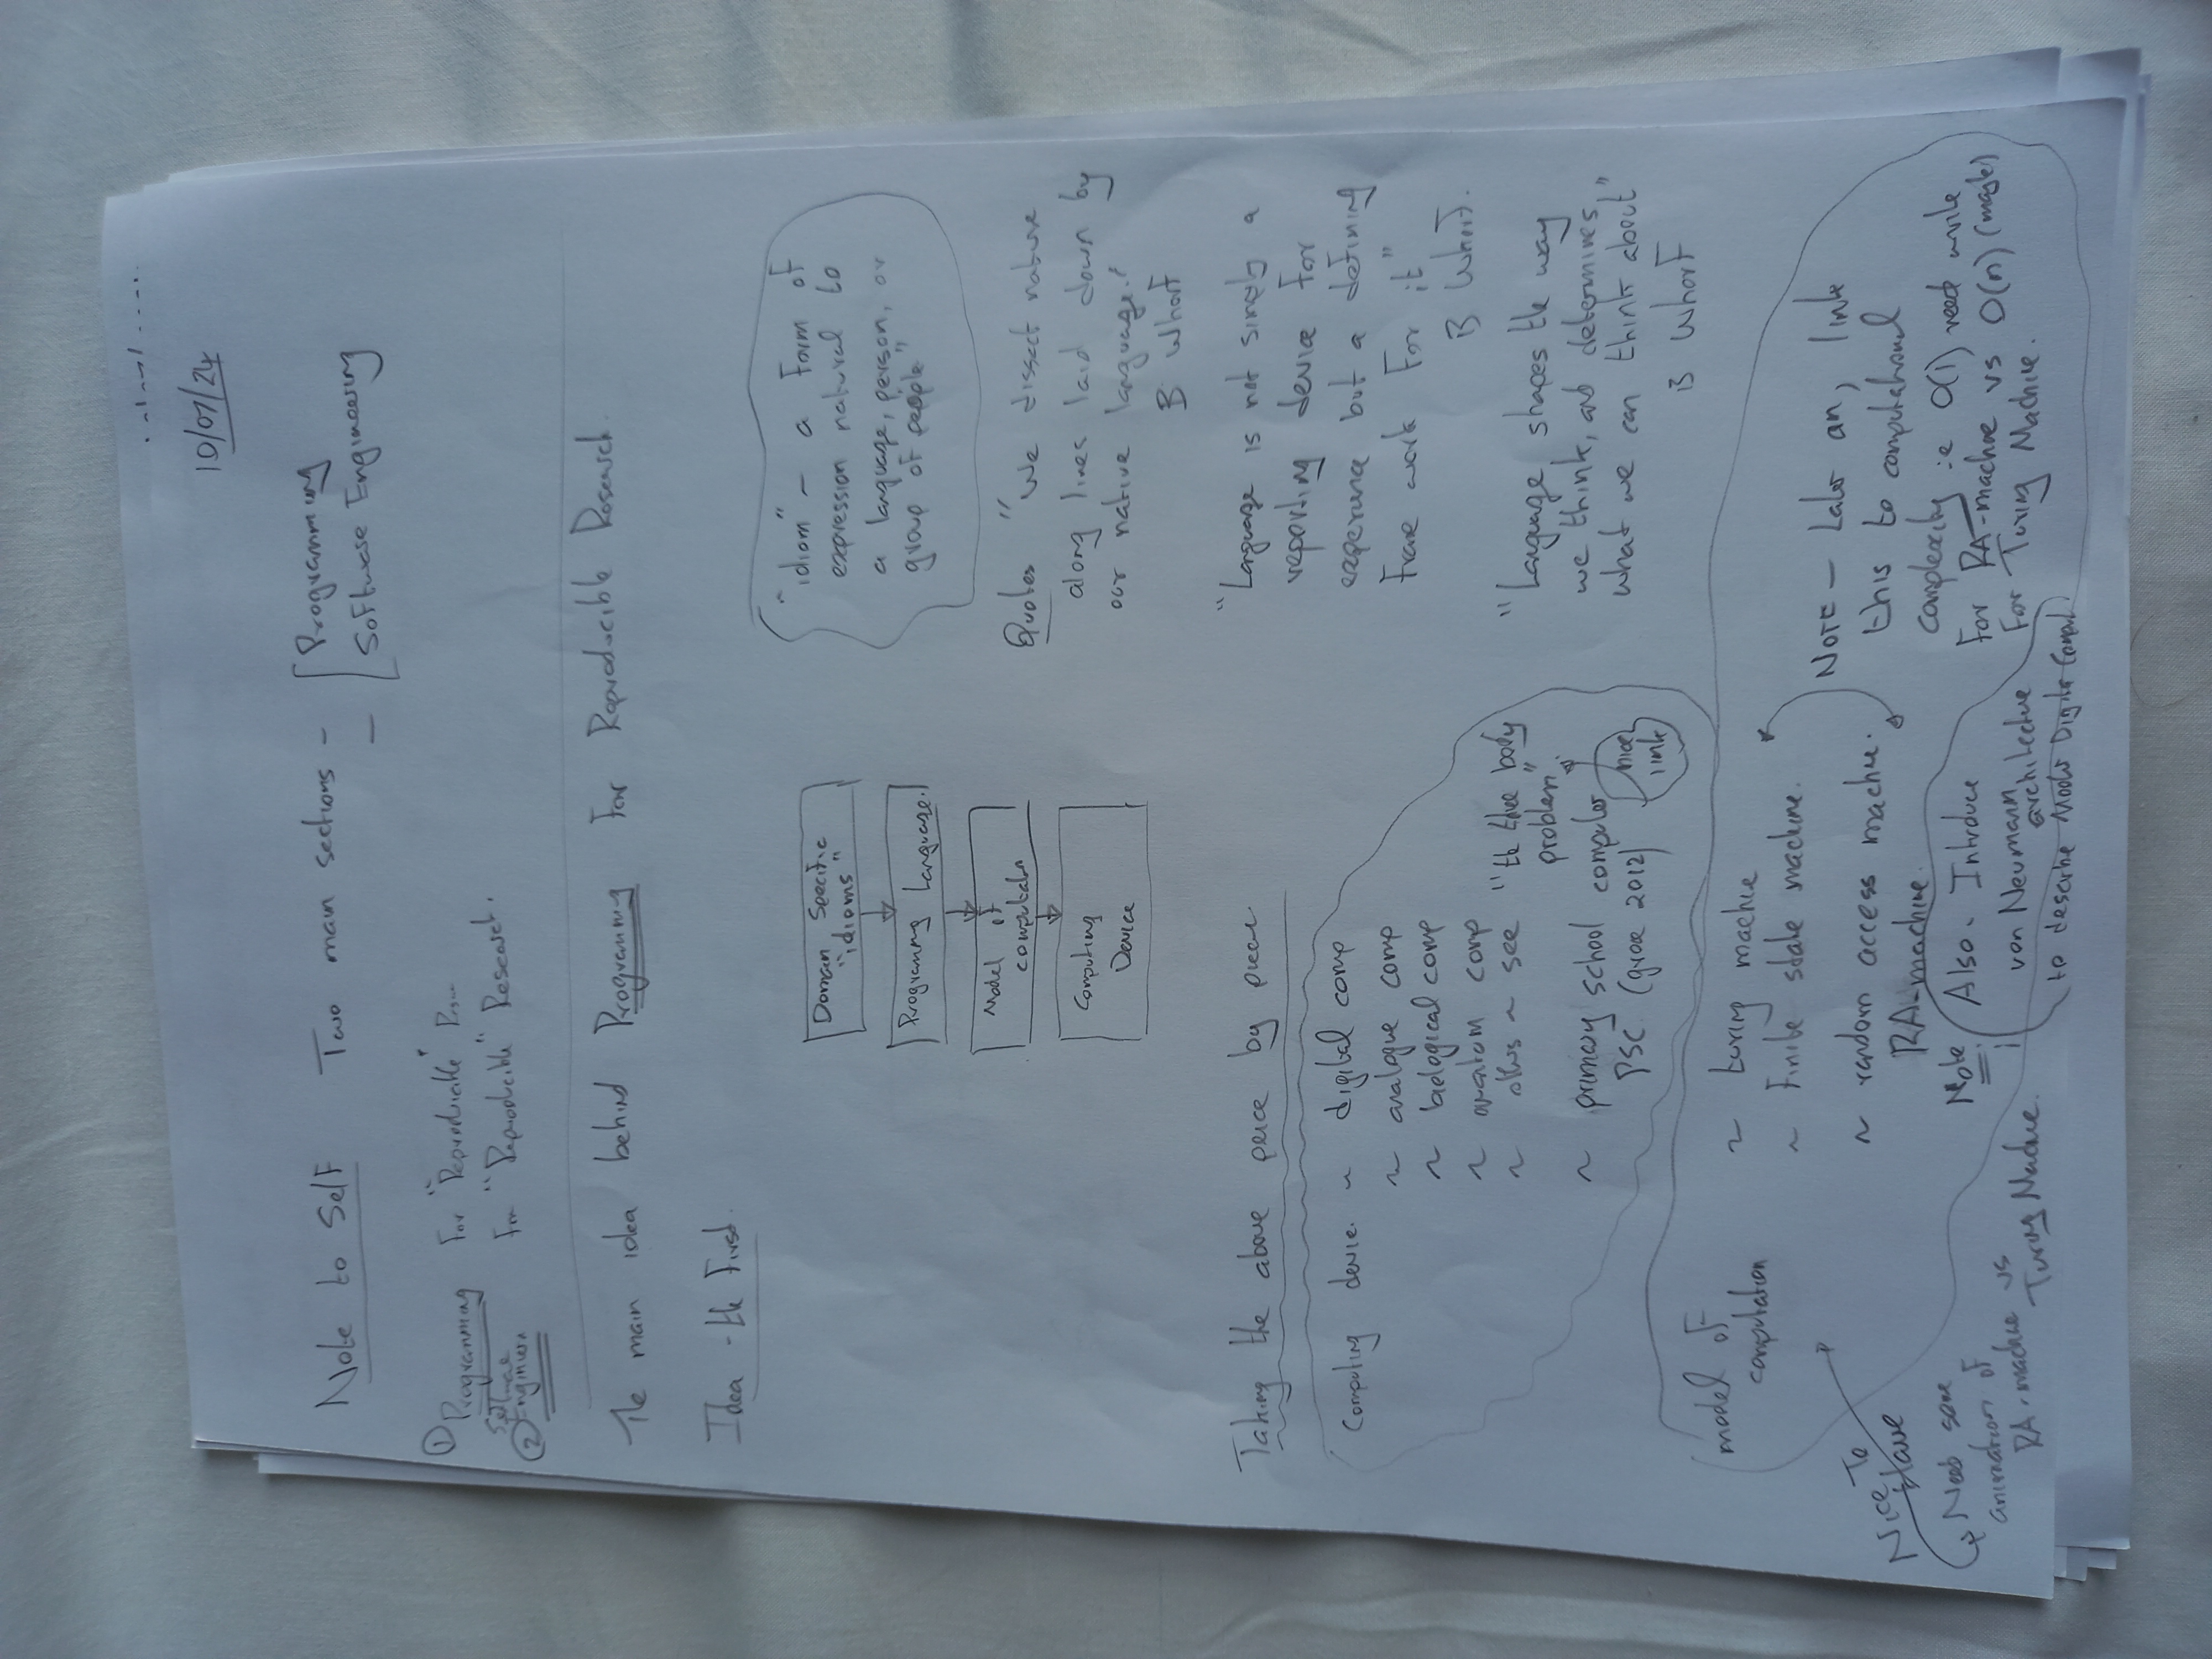 10/07/24
Note to Self Two main sections - Programming
- Software Engineering
① Programming For "Reproducible"
② Software Engineern For "Reproducible" Research.
The main idea behind Programming For Reproducible Research.
Idea - the First.
Domain Specific
"idioms"
Programming Language.
Model of
computation
Computing
Device
"idiom" - a form of
expression natural to
a language, person, or
group of people"
Quotes "We dissect nature
along lines laid down by
our native language."
B Whorf
"Language is not simply a
reporting device for
experience but a defining
Frame work For it"
B Whorf.
"Language shapes the way
we think, and determines,
what we can think about"
B Whorf
Taking the above peice by piece
Computing device ~ digital comp
~ analogue comp
~ biological comp
~ quantum comp
~ others ~ see "the three body
problem".
~ primary school computer
PSC (grose 2012)
nice
link
model of
computation
~ turing machine
~ Finite state machine.
~ random access machine.
RA-machine.
NOTE - Later on, link
this to computational
complexity ie O(1) read write
For RA-machine vs O(n) (maybe)
For Turing Machine.
Nice To
Have
Need some
animation of
RA-machine vs
Turing Machine.
Note
Also. Introduce
von Neumann
architecture
to describe Modern Digital Comput